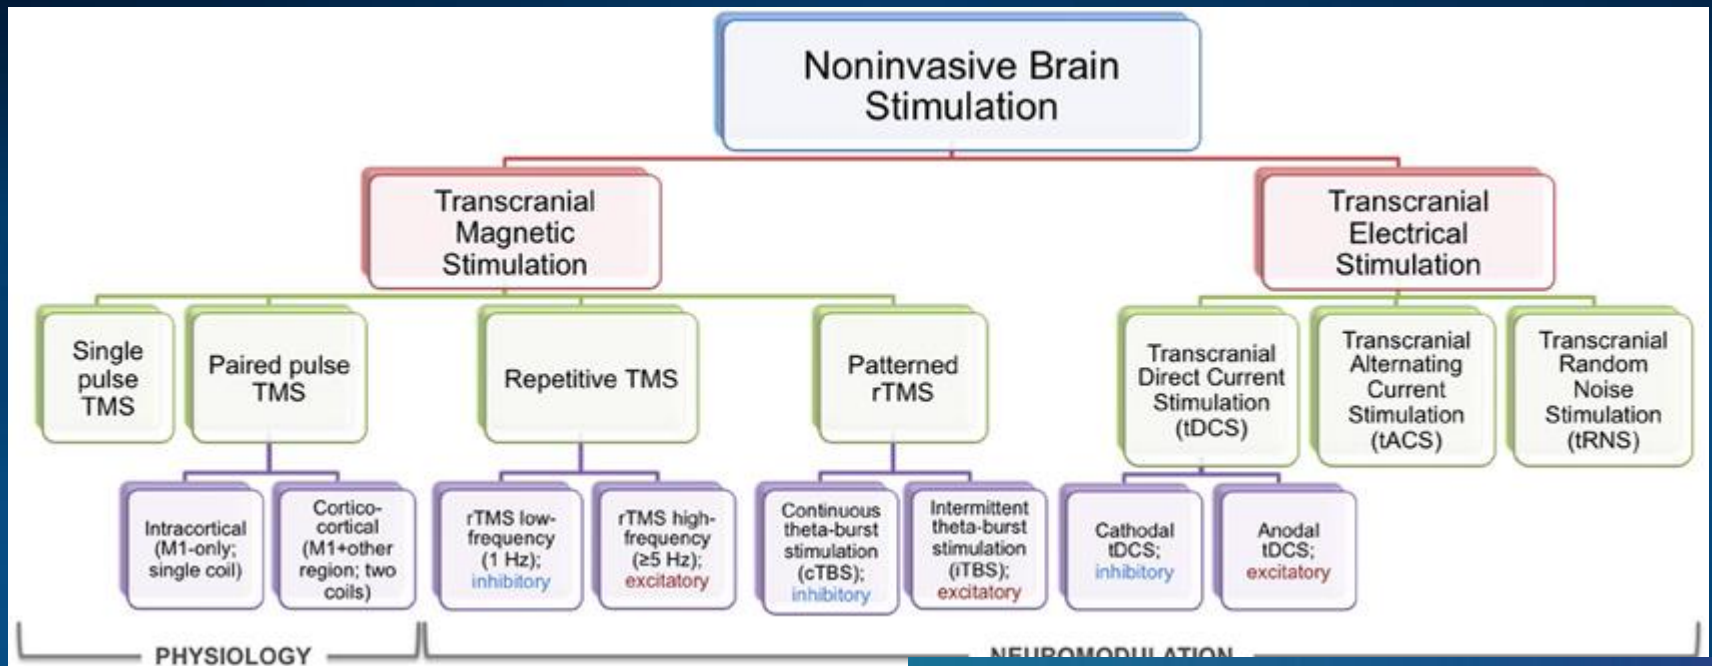 Noninvasive Brain
Stimulation
Transcranial
Magnetic
Stimulation
Transcranial
Electrical
Stimulation
Single
pulse
TMS
Paired pulse
TMS
Repetitive TMS
Patterned
rTMS
Transcranial
Direct Current
Stimulation
(tDCS)
Transcranial
Alternating
Current
Stimulation
(tACS)
Transcranial
Random
Noise
Stimulation
(tRNS)
Intracortical
(M1-only;
single coil)
Cortico-
cortical
(M1+other
region; two
coils)
rTMS low-
frequency
(1 Hz);
inhibitory
rTMS high-
frequency
(≥5 Hz);
excitatory
Continuous
theta-burst
stimulation
(cTBS);
inhibitory
Intermittent
theta-burst
stimulation
(iTBS);
excitatory
Cathodal
tDCS;
inhibitory
Anodal
tDCS;
excitatory
PHYSIOLOGY
NEUROMODULATION